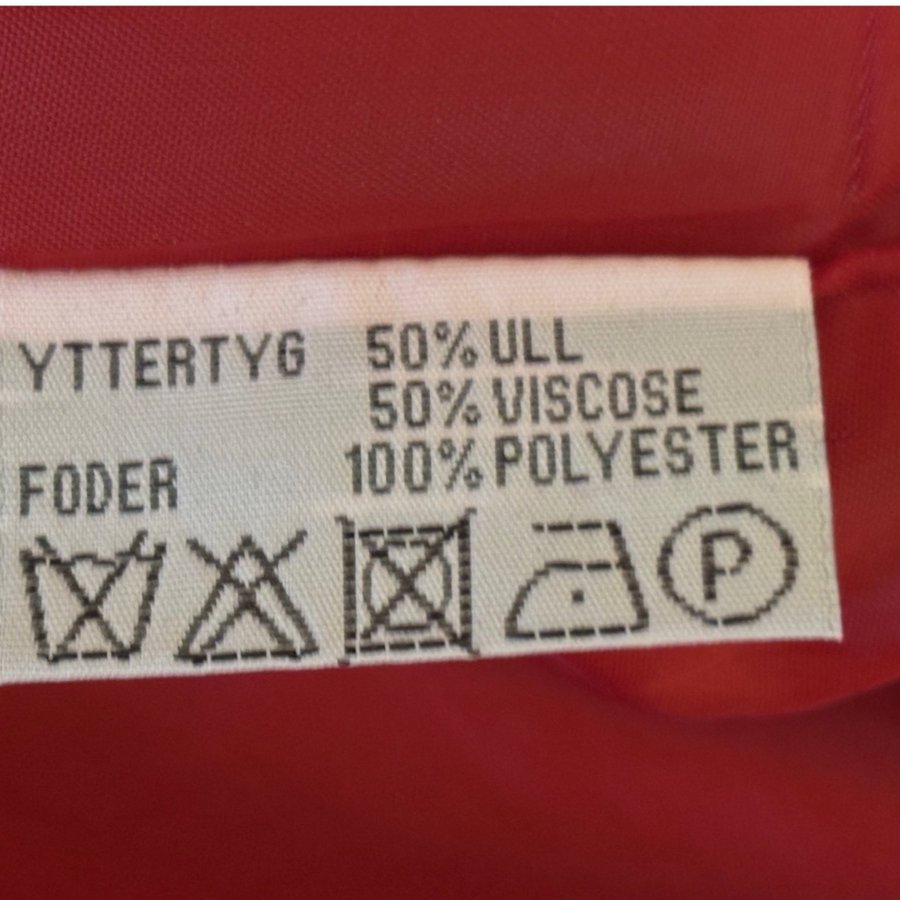 YTTERTYG 50% ULL
50% VISCOSE
FODER 100% POLYESTER
P